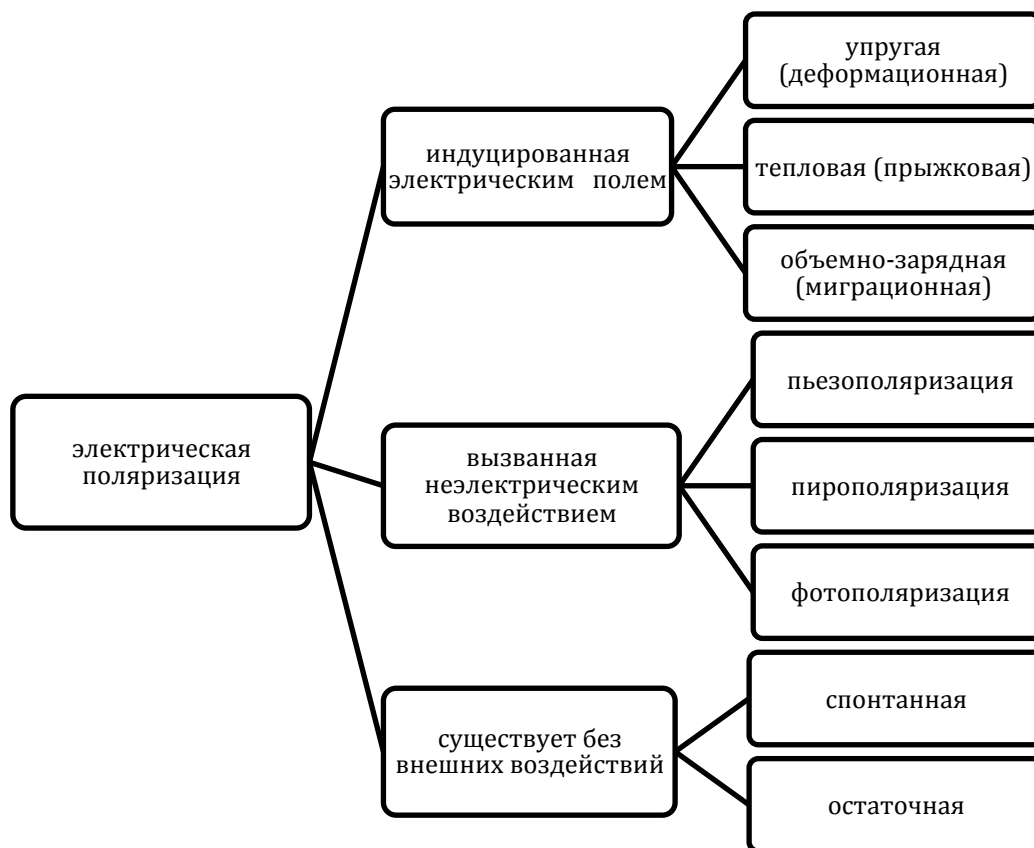 электрическая
поляризация
индуцированная
электрическим полем
упругая
(деформационная)
тепловая (прыжковая)
объемно-зарядная
(миграционная)
вызванная
неэлектрическим
воздействием
пьезополяризация
пирополяризация
фотополяризация
существует без
внешних воздействий
спонтанная
остаточная